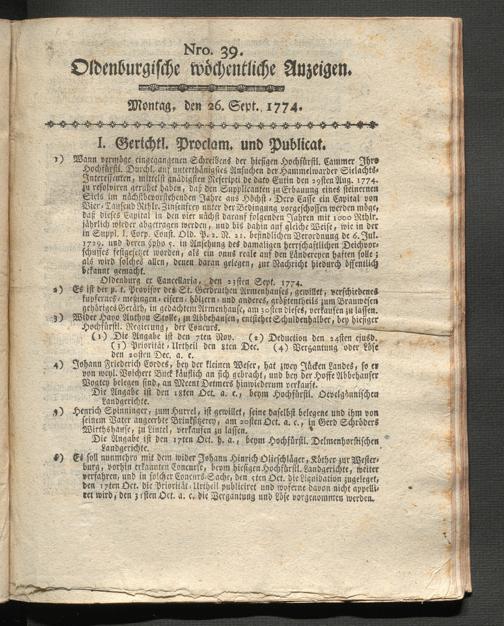 Nro. 39.
Oldenburgische wöchentliche Anzeigen.
Montag, den 26. Sept. 1774.
I. Gerichtl. Proclam. und Publicat.
1) Wann vermöge eingegangenen Schreibens der hiesigen Hochfürstl. Cammer Ihro
Hochfürstl. Durchl. auf unterthänigstes Ansuchen der Hammelwarder Sielachts-
Interessenten, mittelst gnädigsten Rescripti de dato Eutin den 29sten Aug. 1774.
zu resolviren geruhet haben, daß den Supplicanten zu Erbauung eines steinernen
Siels im nächstbevorstehenden Jahre aus Höchst-Dero Casse ein Capital von
Vier-Tausend Rthlr. Zinsenfrey unter der Bedingung vorgeschossen werden möge,
daß dieses Capital in den vier nächst darauf folgenden Jahren mit 1000 Rthlr.
jährlich wieder abgetragen werden, und bis dahin auf gleiche Weise, wie in der
in Suppl. I. Corp. Const. Old. P. 2. N. 21. befindlichen Verordnung de 6. Jul.
1729. und deren §pho 5. in Ansehung des damaligen herrschaftlichen Deichvor-
schusses festgesetzet worden, als ein onus reale auf den Ländereyen haften solle;
als wird solches allen, denen daran gelegen, zur Nachricht hiedurch öffentlich
bekannt gemacht.
Oldenburg ex Cancellaria, den 23sten Sept. 1774.
2) Es ist der p. t. Provisor des St. Gertruthen Armenhauses, gewillet, verschiedenes
kupfernes- meßingen- eisern- hölzern- und anderes, größtentheils zum Brauwesen
gehöriges Geräth, in gedachtem Armenhause, am 30sten dieses, verkaufen zu lassen.
3) Wider Hayo Anthon Stolle, zu Abbehausen, entstehet Schuldenhalber, bey hiesiger
Hochfürstl. Regierung, der Concurs.
(1) Die Angabe ist den 7ten Nov. (2) Deduction den 24sten ejusd.
(3) Priorität-Urtheil den 8ten Dec. (4) Vergantung oder Löse
den 20sten Dec. a. c.
4) Johann Friederich Cordes, bey der kleinen Weser, hat zwey Jücken Landes, so er
von weyl. Folchert Buck käuflich an sich gebracht, und bey der Hoffe Abbehauser
Vogtey belegen sind, an Meent Detmers hinwiederum verkauft.
Die Angabe ist den 18ten Oct. a. c., beym Hochfürstl. Ovelgönnischen
Landgerichte.
5) Henrich Spinninger, zum Hurrel, ist gewillet, seine daselbst belegene und ihm von
seinem Vater angeerbte Brinksitzerey, am 20sten Oct. a. c., in Gerd Schröders
Wirthshause, zu Lintel, verkaufen zu lassen.
Die Angabe ist den 17ten Oct. h. a., beym Hochfürstl. Delmenhorstischen
Landgerichte.
6) Es soll nunmehro mit dem wider Johann Hinrich Olieschläger, Köther zur Wester-
burg, vorhin erkannten Concurse, beym hiesigen Hochfürstl. Landgerichte, weiter
verfahren, und in solcher Concurs-Sache, den 5ten Oct. die Liquidation zugeleget,
den 17ten Oct. die Priorität-Urtheil publiciret und woferne davon nicht appelli-
ret wird, den 31sten Oct. a. c. die Vergantung und Löse vorgenommen werden.